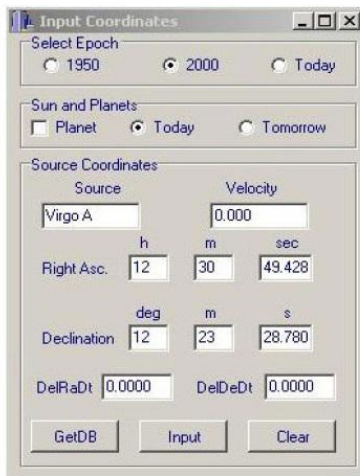 Input Coordinates
Select Epoch
1950 2000 Today
Sun and Planets
Planet Today Tomorrow
Source Coordinates
Source Velocity
Virgo A 0.000
h m sec
Right Asc. 12 30 49.428
deg m s
Declination 12 23 28.780
DelRaDt 0.0000 DelDeDt 0.0000
GetDB Input Clear